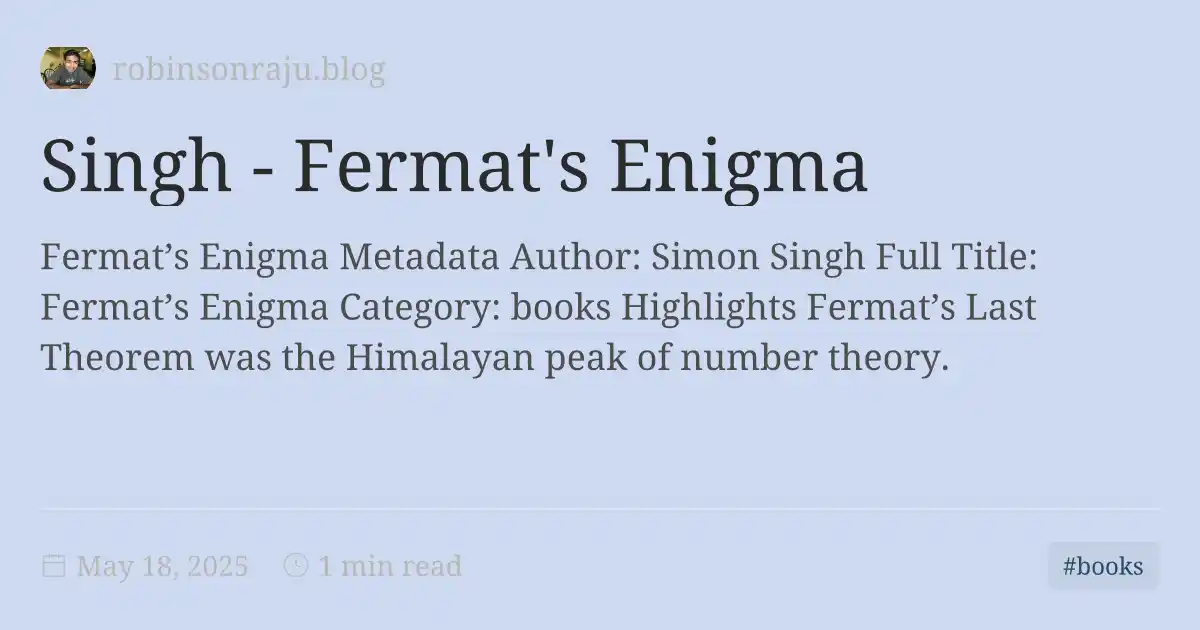 robinsonraju.blog
Singh - Fermat's Enigma
Fermat’s Enigma Metadata Author: Simon Singh Full Title:
Fermat’s Enigma Category: books Highlights Fermat’s Last
Theorem was the Himalayan peak of number theory.
May 18, 2025 1 min read
#books